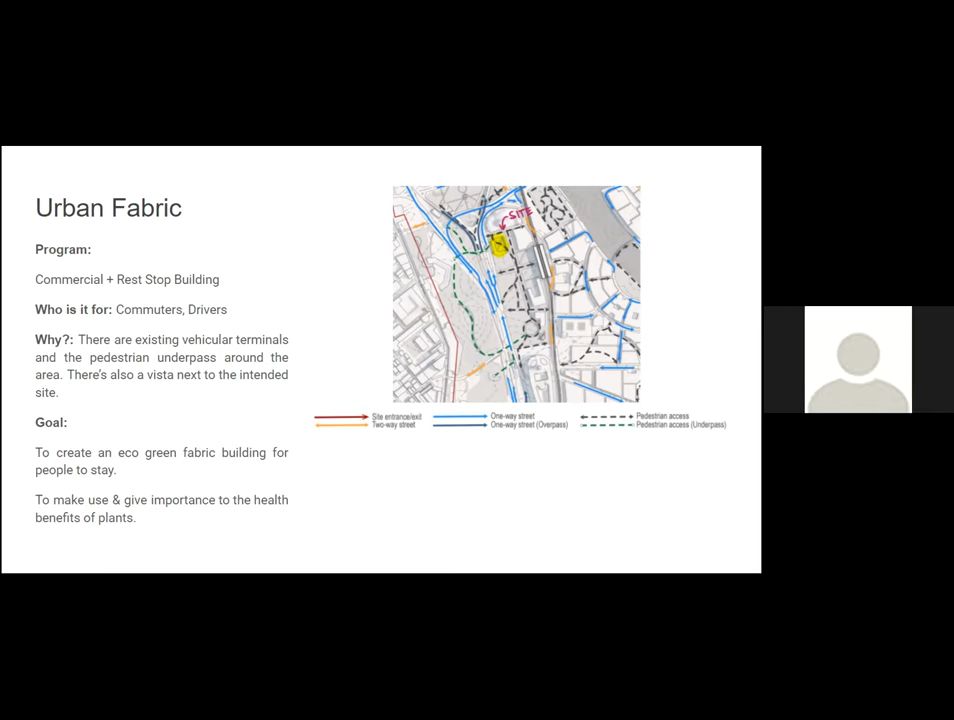 Urban Fabric
Program:
Commercial + Rest Stop Building
Who is it for: Commuters, Drivers
Why?: There are existing vehicular terminals
and the pedestrian underpass around the
area. There's also a vista next to the intended
site.
Goal:
To create an eco green fabric building for
people to stay.
To make use & give importance to the health
benefits of plants.
SITE
Site entrance/exit
Two-way street
One-way street
One-way street (Overpass)
Pedestrian access
Pedestrian access (Underpass)